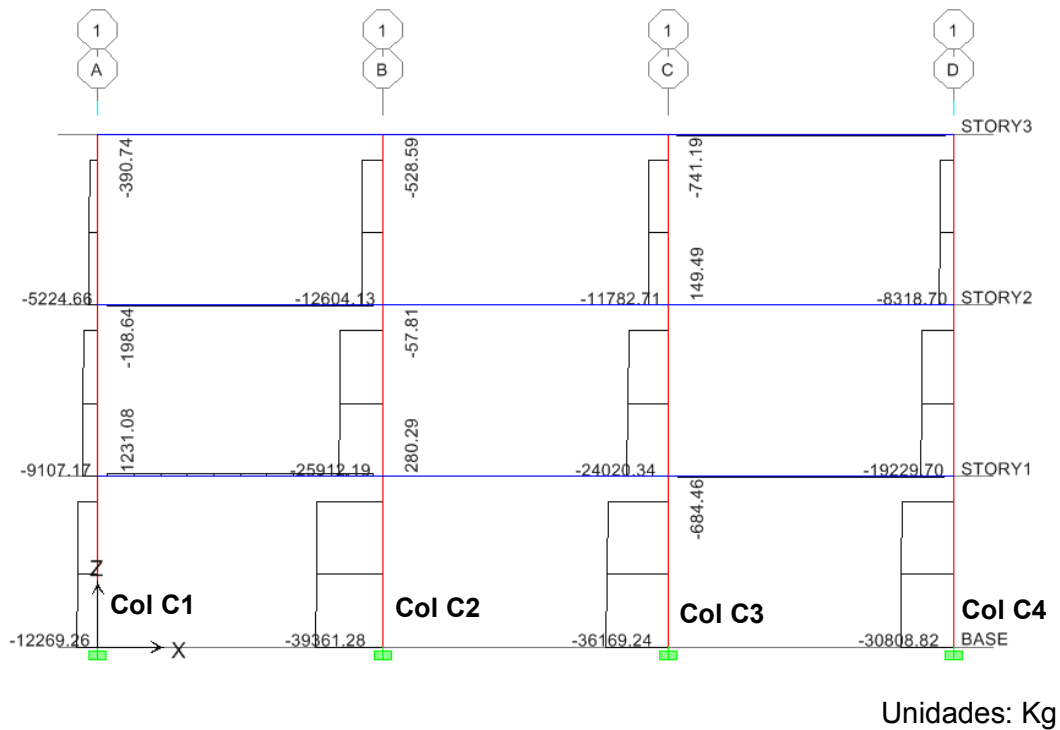 1 1 1 1
A B C D
STORY3
-390.74 -528.59 -741.19
149.49
-5224.66 -12604.13 -11782.71 -8318.70 STORY2
-198.64 -57.81
1231.08 280.29
-9107.17 -25912.19 -24020.34 -19229.70 STORY1
-684.46
Z
Col C1 Col C2 Col C3 Col C4
-12269.26 -39361.28 -36169.24 -30808.82 BASE
X
Unidades: Kg